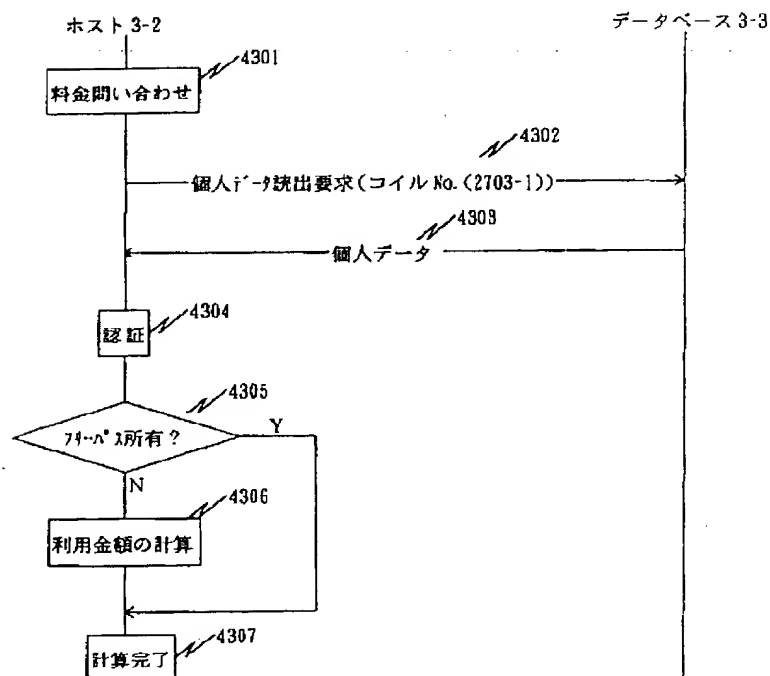 ホスト 3-2
データベース 3-3
4301
料金問い合わせ
4302
個人ﾃﾞｰﾀ読出要求(コイル No.(2703-1))
4303
個人データ
4304
認証
4305
ﾌﾘｰﾊﾟｽ所有?
Y
N
4306
利用金額の計算
4307
計算完了